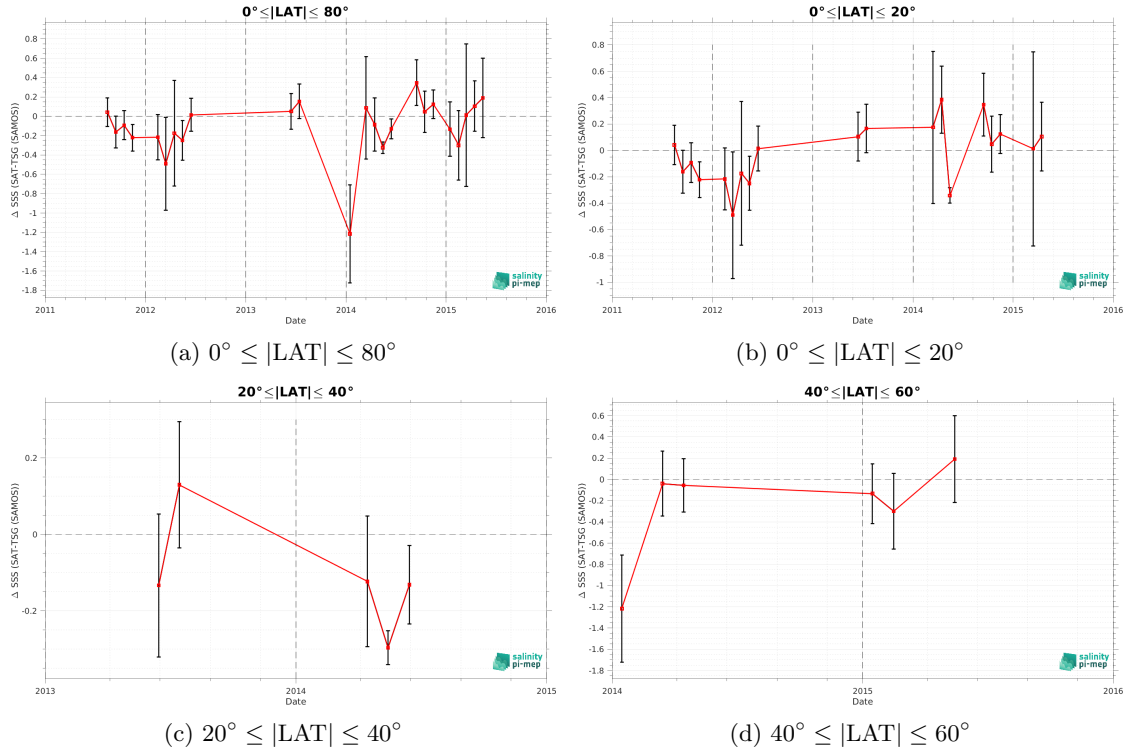 0°≤|LAT|≤ 80°
0.8
0.6
0.4
0.2
0
-0.2
-0.4
-0.6
-0.8
-1
-1.2
-1.4
-1.6
-1.8
Δ SSS (SAT-TSG (SAMOS))
2011
2012
2013
2014
2015
2016
Date
salinity
pi-mep
(a) 0° ≤ |LAT| ≤ 80°
0°≤|LAT|≤ 20°
0.8
0.6
0.4
0.2
0
-0.2
-0.4
-0.6
-0.8
-1
Δ SSS (SAT-TSG (SAMOS))
2011
2012
2013
2014
2015
2016
Date
salinity
pi-mep
(b) 0° ≤ |LAT| ≤ 20°
20°≤|LAT|≤ 40°
0.2
0
-0.2
Δ SSS (SAT-TSG (SAMOS))
2013
2014
2015
Date
salinity
pi-mep
(c) 20° ≤ |LAT| ≤ 40°
40°≤|LAT|≤ 60°
0.6
0.4
0.2
0
-0.2
-0.4
-0.6
-0.8
-1
-1.2
-1.4
-1.6
-1.8
Δ SSS (SAT-TSG (SAMOS))
2014
2015
2016
Date
salinity
pi-mep
(d) 40° ≤ |LAT| ≤ 60°